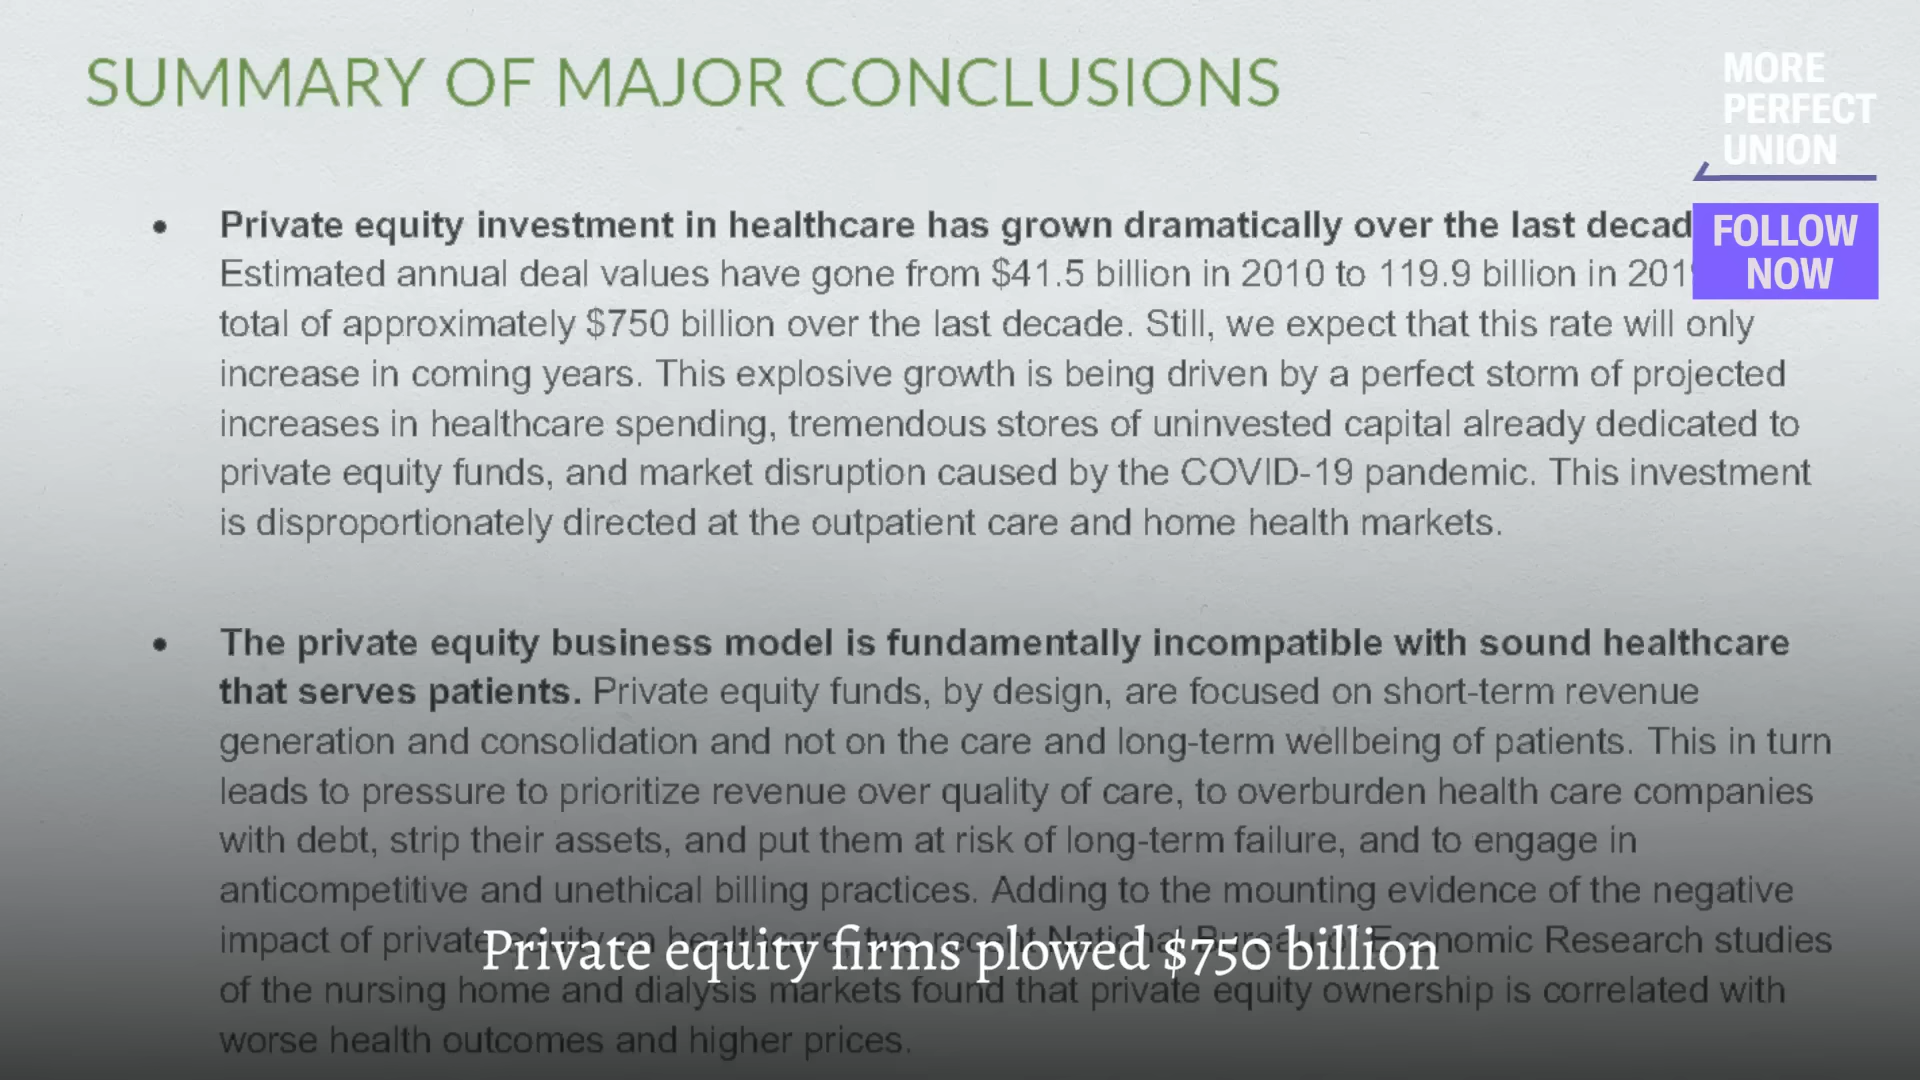 SUMMARY OF MAJOR CONCLUSIONS
MORE
PERFECT
UNION
FOLLOW
NOW
• Private equity investment in healthcare has grown dramatically over the last decad
Estimated annual deal values have gone from $41.5 billion in 2010 to 119.9 billion in 201
total of approximately $750 billion over the last decade. Still, we expect that this rate will only
increase in coming years. This explosive growth is being driven by a perfect storm of projected
increases in healthcare spending, tremendous stores of uninvested capital already dedicated to
private equity funds, and market disruption caused by the COVID-19 pandemic. This investment
is disproportionately directed at the outpatient care and home health markets.
• The private equity business model is fundamentally incompatible with sound healthcare
that serves patients. Private equity funds, by design, are focused on short-term revenue
generation and consolidation and not on the care and long-term wellbeing of patients. This in turn
leads to pressure to prioritize revenue over quality of care, to overburden health care companies
with debt, strip their assets, and put them at risk of long-term failure, and to engage in
anticompetitive and unethical billing practices. Adding to the mounting evidence of the negative
impact of private equity on healthcare, two recent National Bureau of Economic Research studies
Private equity firms plowed $750 billion
of the nursing home and dialysis markets found that private equity ownership is correlated with
worse health outcomes and higher prices.